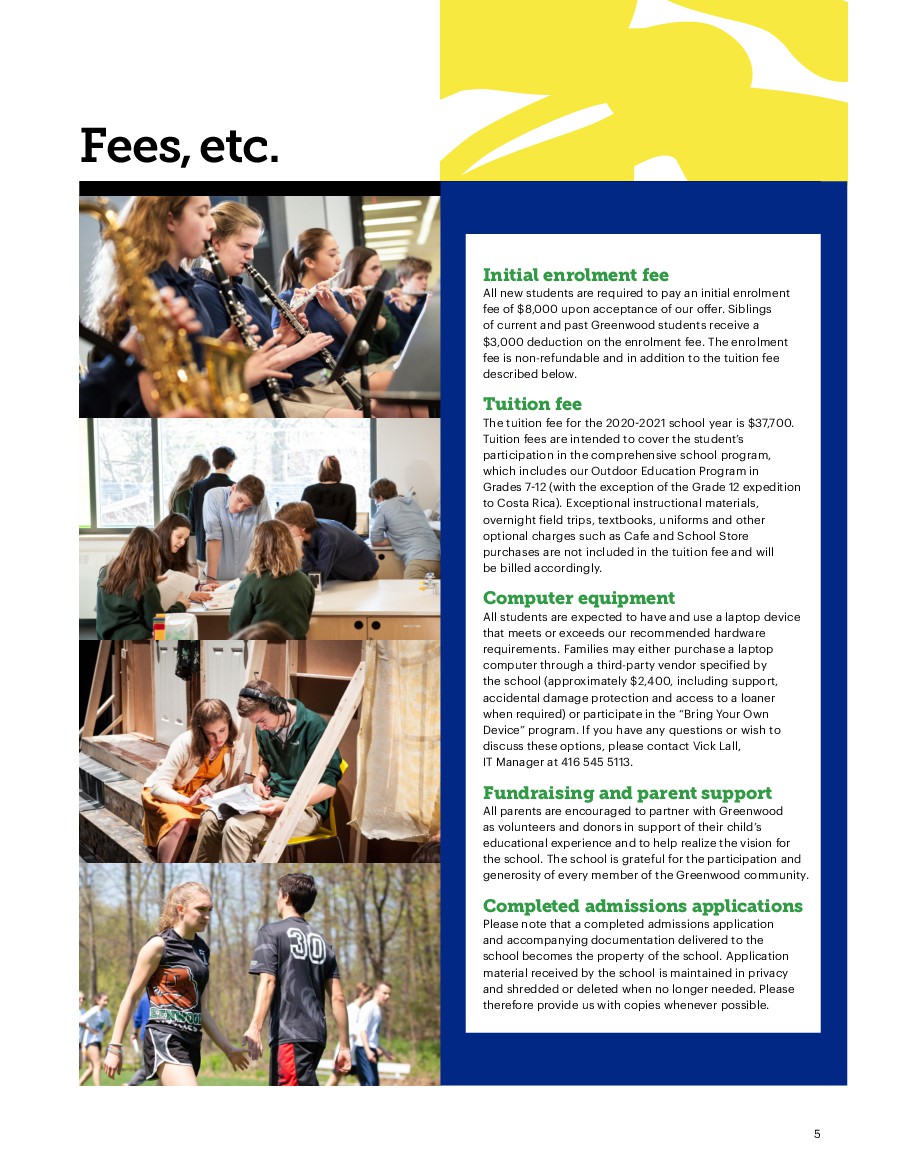 Fees, etc.
Initial enrolment fee
All new students are required to pay an initial enrolment
fee of $8,000 upon acceptance of our offer. Siblings
of current and past Greenwood students receive a
$3,000 deduction on the enrolment fee. The enrolment
fee is non-refundable and in addition to the tuition fee
described below.
Tuition fee
The tuition fee for the 2020-2021 school year is $37,700.
Tuition fees are intended to cover the student's
participation in the comprehensive school program,
which includes our Outdoor Education Program in
Grades 7-12 (with the exception of the Grade 12 expedition
to Costa Rica). Exceptional instructional materials,
overnight field trips, textbooks, uniforms and other
optional charges such as Cafe and School Store
purchases are not included in the tuition fee and will
be billed accordingly.
Computer equipment
All students are expected to have and use a laptop device
that meets or exceeds our recommended hardware
requirements. Families may either purchase a laptop
computer through a third-party vendor specified by
the school (approximately $2,400, including support,
accidental damage protection and access to a loaner
when required) or participate in the “Bring Your Own
Device” program. If you have any questions or wish to
discuss these options, please contact Vick Lall,
IT Manager at 416 545 5113.
Fundraising and parent support
All parents are encouraged to partner with Greenwood
as volunteers and donors in support of their child's
educational experience and to help realize the vision for
the school. The school is grateful for the participation and
generosity of every member of the Greenwood community.
Completed admissions applications
Please note that a completed admissions application
and accompanying documentation delivered to the
school becomes the property of the school. Application
material received by the school is maintained in privacy
and shredded or deleted when no longer needed. Please
therefore provide us with copies whenever possible.
30
5